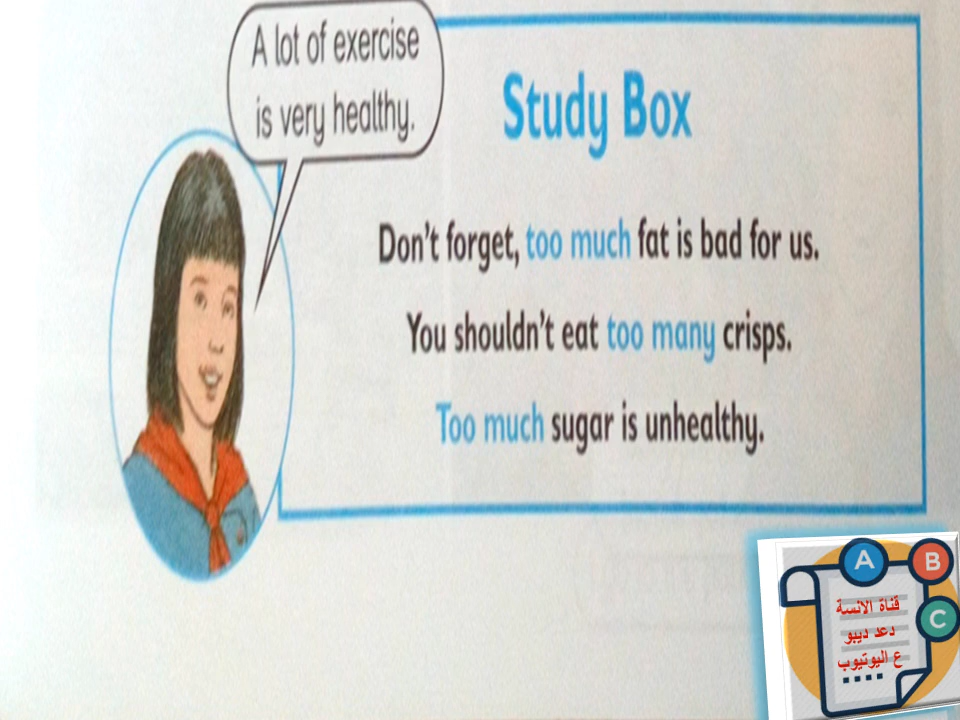 A lot of exercise
is very healthy.
Study Box
Don't forget, too much fat is bad for us.
You shouldn't eat too many crisps.
Too much sugar is unhealthy.
A
B
C
قناة الانسة
دعد ديبو
ع اليوتيوب